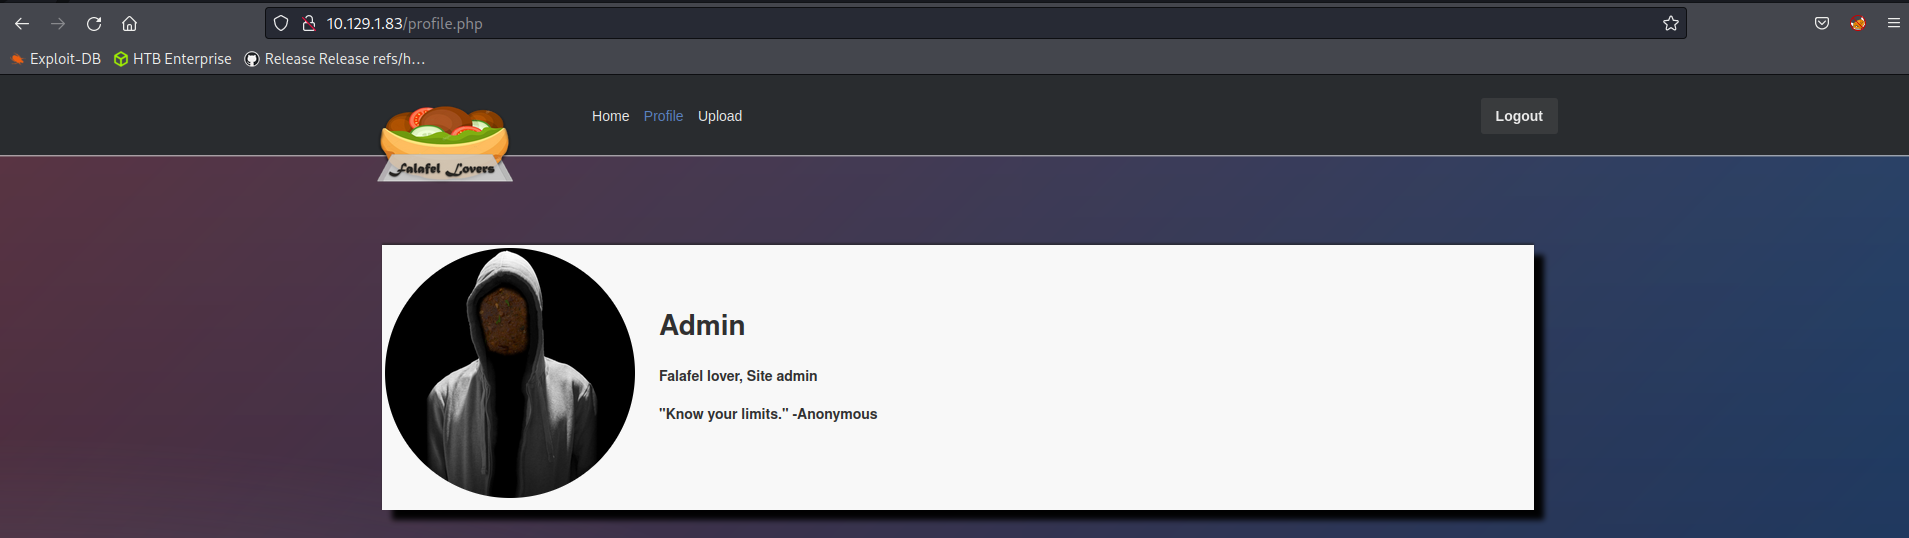 10.129.1.83/profile.php
Exploit-DB HTB Enterprise Release Release refs/h…
Home Profile Upload Logout
Falafel Lovers
Admin
Falafel lover, Site admin
"Know your limits." -Anonymous